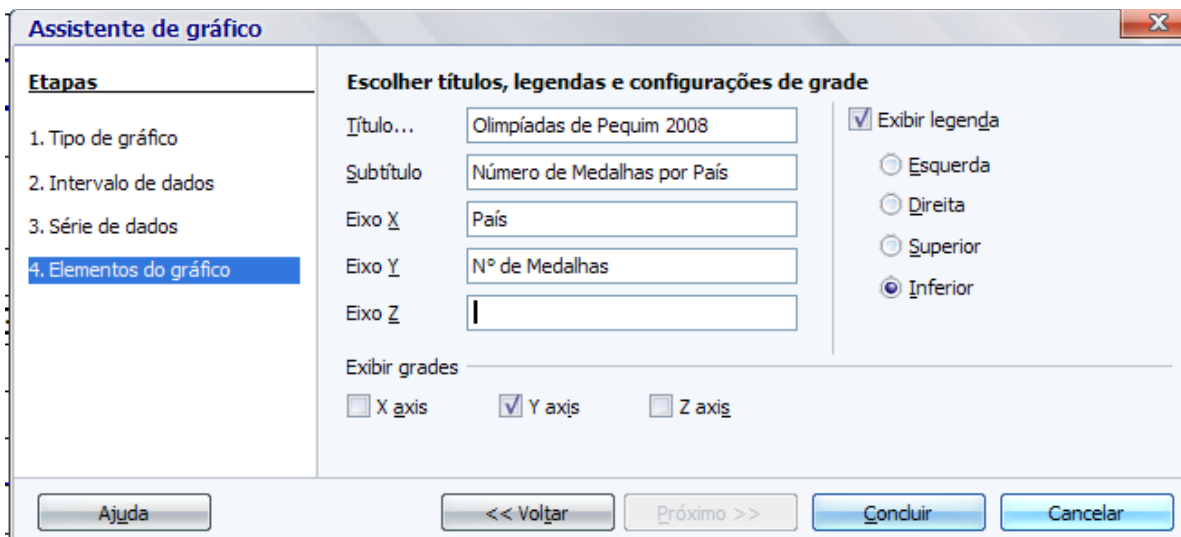 Assistente de gráfico
X
Etapas
1. Tipo de gráfico
2. Intervalo de dados
3. Série de dados
4. Elementos do gráfico
Escolher títulos, legendas e configurações de grade
Título... Olimpíadas de Pequim 2008
Subtítulo Número de Medalhas por País
Eixo X País
Eixo Y Nº de Medalhas
Eixo Z
Exibir legenda
Esquerda
Direita
Superior
Inferior
Exibir grades
X axis Y axis Z axis
Ajuda << Voltar Próximo >> Concluir Cancelar